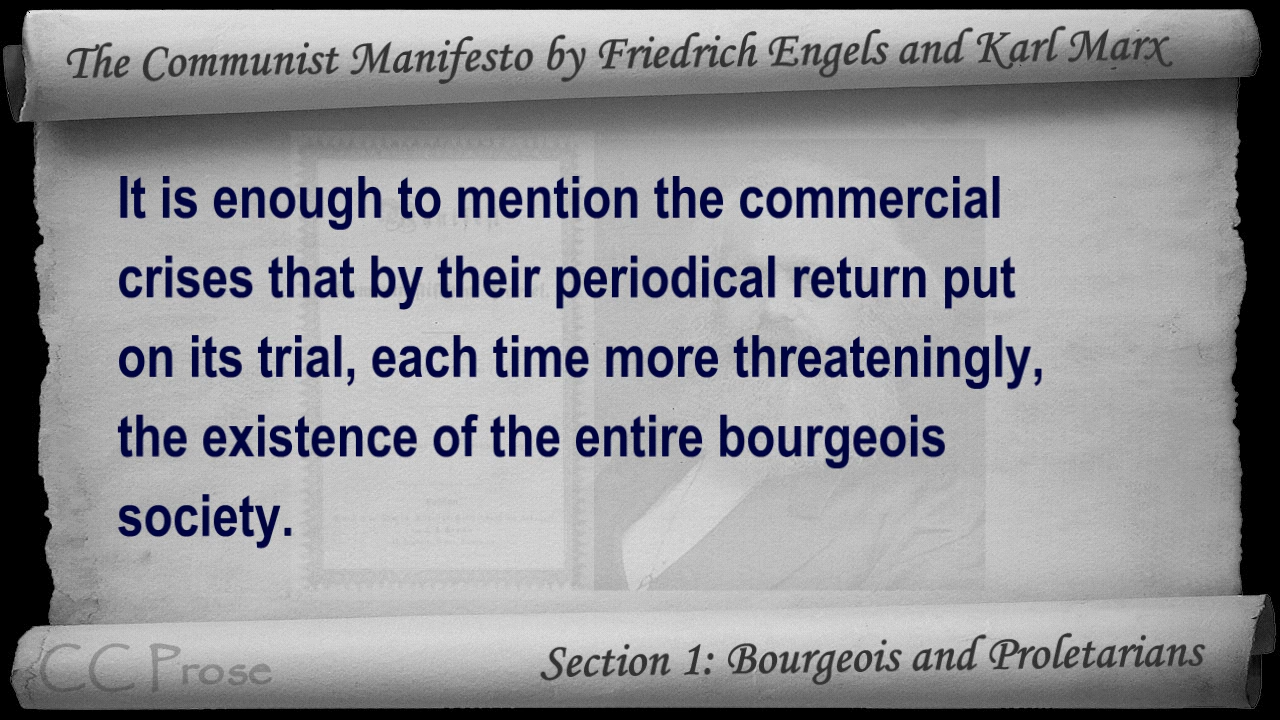 The Communist Manifesto by Friedrich Engels and Karl Marx
It is enough to mention the commercial
crises that by their periodical return put
on its trial, each time more threateningly,
the existence of the entire bourgeois
society.
CC Prose
Section 1: Bourgeois and Proletarians